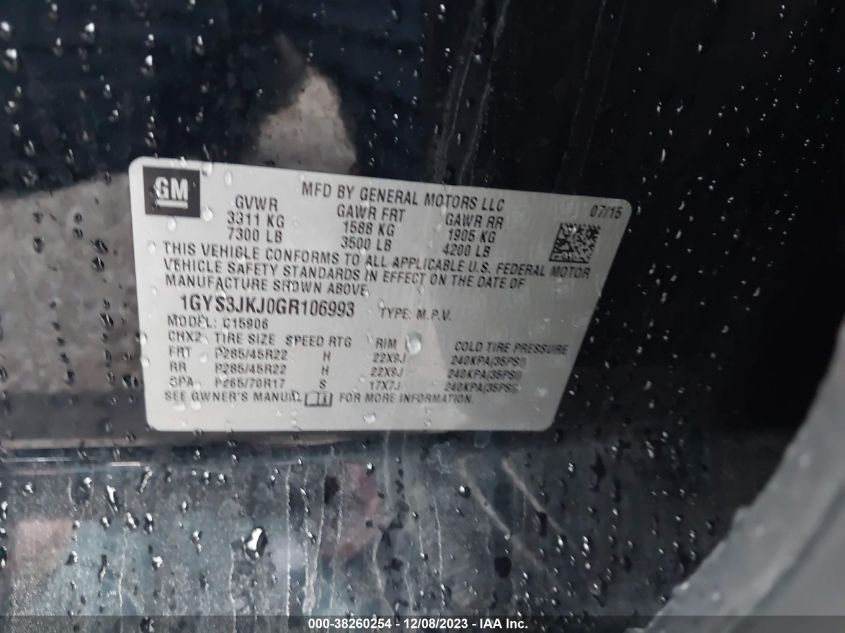 GM
MFD BY GENERAL MOTORS LLC
07/15
GVWR GAWR FRT GAWR RR
3311 KG 1588 KG 1905 KG
7300 LB 3500 LB 4200 LB
THIS VEHICLE CONFORMS TO ALL APPLICABLE U.S. FEDERAL MOTOR
VEHICLE SAFETY STANDARDS IN EFFECT ON THE DATE OF
MANUFACTURE SHOWN ABOVE.
1GYS3JKJ0GR106993 TYPE: M.P.V.
MODEL: C15906
CHX2 TIRE SIZE SPEED RTG RIM COLD TIRE PRESSURE
FRT P285/45R22 H 22X9J 240KPA(35PSI)
RR P285/45R22 H 22X9J 240KPA(35PSI)
SPA P265/70R17 S 17X7J 240KPA(35PSI)
SEE OWNER'S MANUAL FOR MORE INFORMATION.
000-38260254 - 12/08/2023 - IAA Inc.